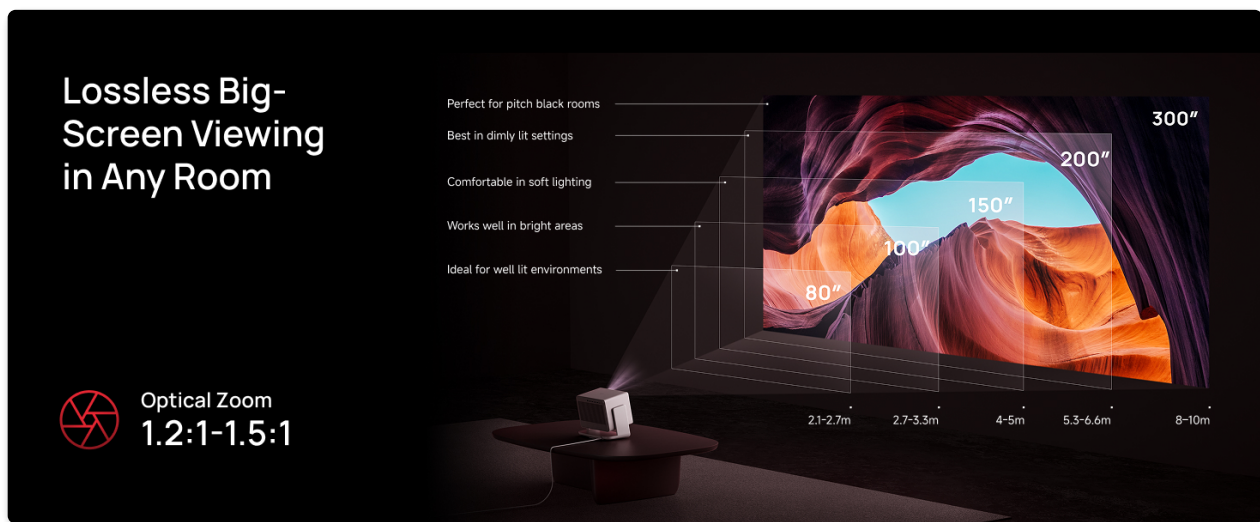 Lossless Big-
Screen Viewing
in Any Room
Optical Zoom
1.2:1-1.5:1
Perfect for pitch black rooms
Best in dimly lit settings
Comfortable in soft lighting
Works well in bright areas
Ideal for well lit environments
300″
200″
150″
100″
80″
2.1-2.7m
2.7-3.3m
4-5m
5.3-6.6m
8-10m